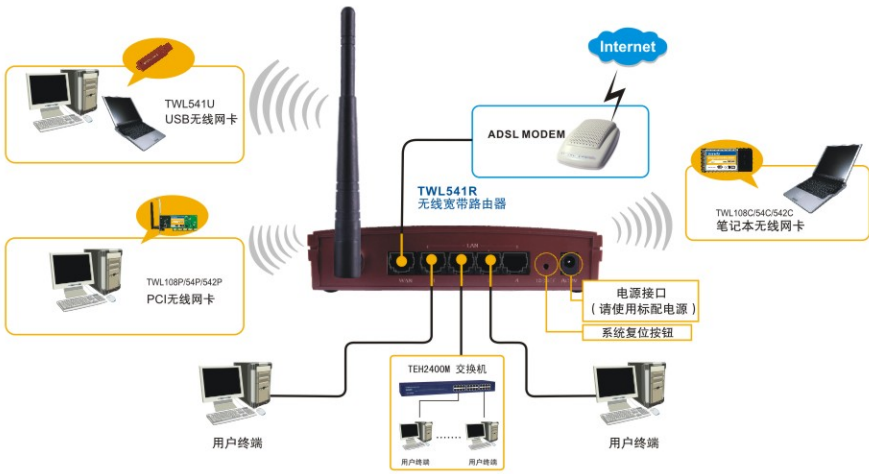 Internet
TWL541U
USB无线网卡
ADSL MODEM
TWL541R
无线宽带路由器
TWL108C/54C/542C
笔记本无线网卡
TWL108P/54P/542P
PCI无线网卡
LAN
WAN
电源接口
(请使用标配电源)
系统复位按钮
TEH2400M 交换机
用户终端
用户终端
用户终端
用户终端